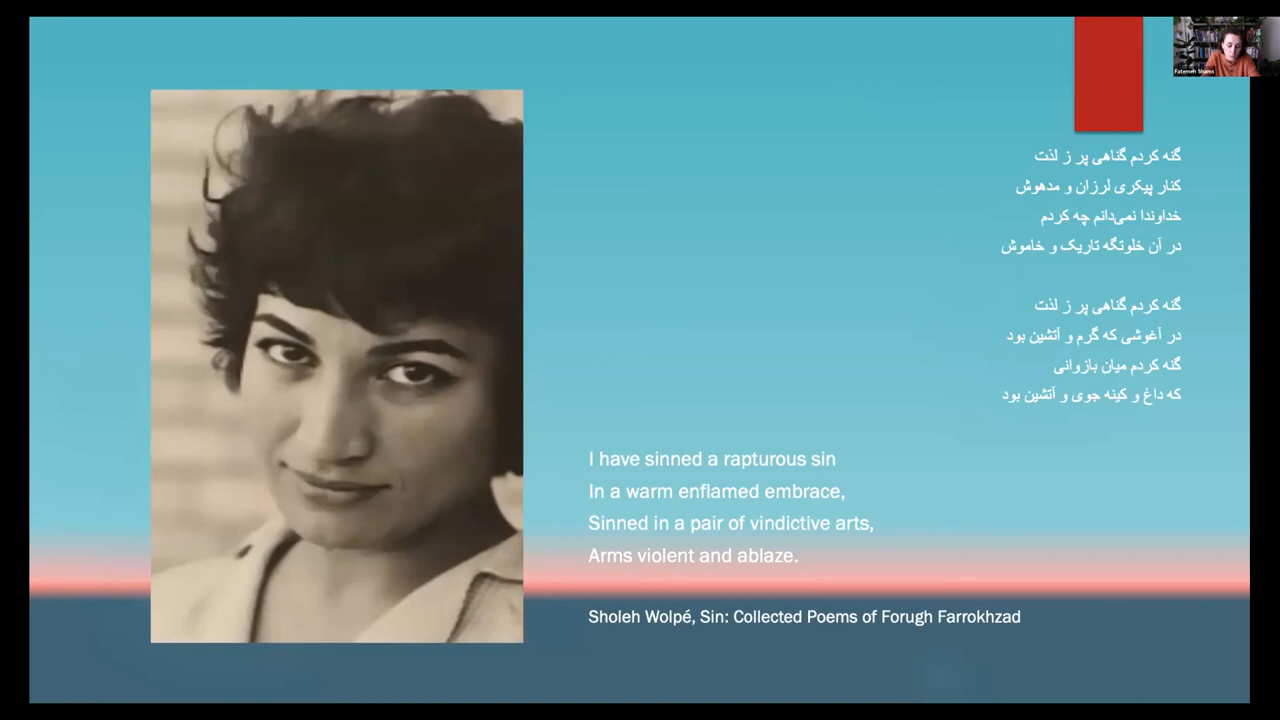 Fatemeh Shams
گنه کردم گناهی پر ز لذت
کنار پیکری لرزان و مدهوش
خداوندا نمی‌دانم چه کردم
در آن خلوتگه تاریک و خاموش
گنه کردم گناهی پر ز لذت
در آغوشی که گرم و آتشین بود
گنه کردم میان بازوانی
که داغ و کینه جوی و آتشین بود
I have sinned a rapturous sin
In a warm enflamed embrace,
Sinned in a pair of vindictive arts,
Arms violent and ablaze.
Sholeh Wolpé, Sin: Collected Poems of Forugh Farrokhzad